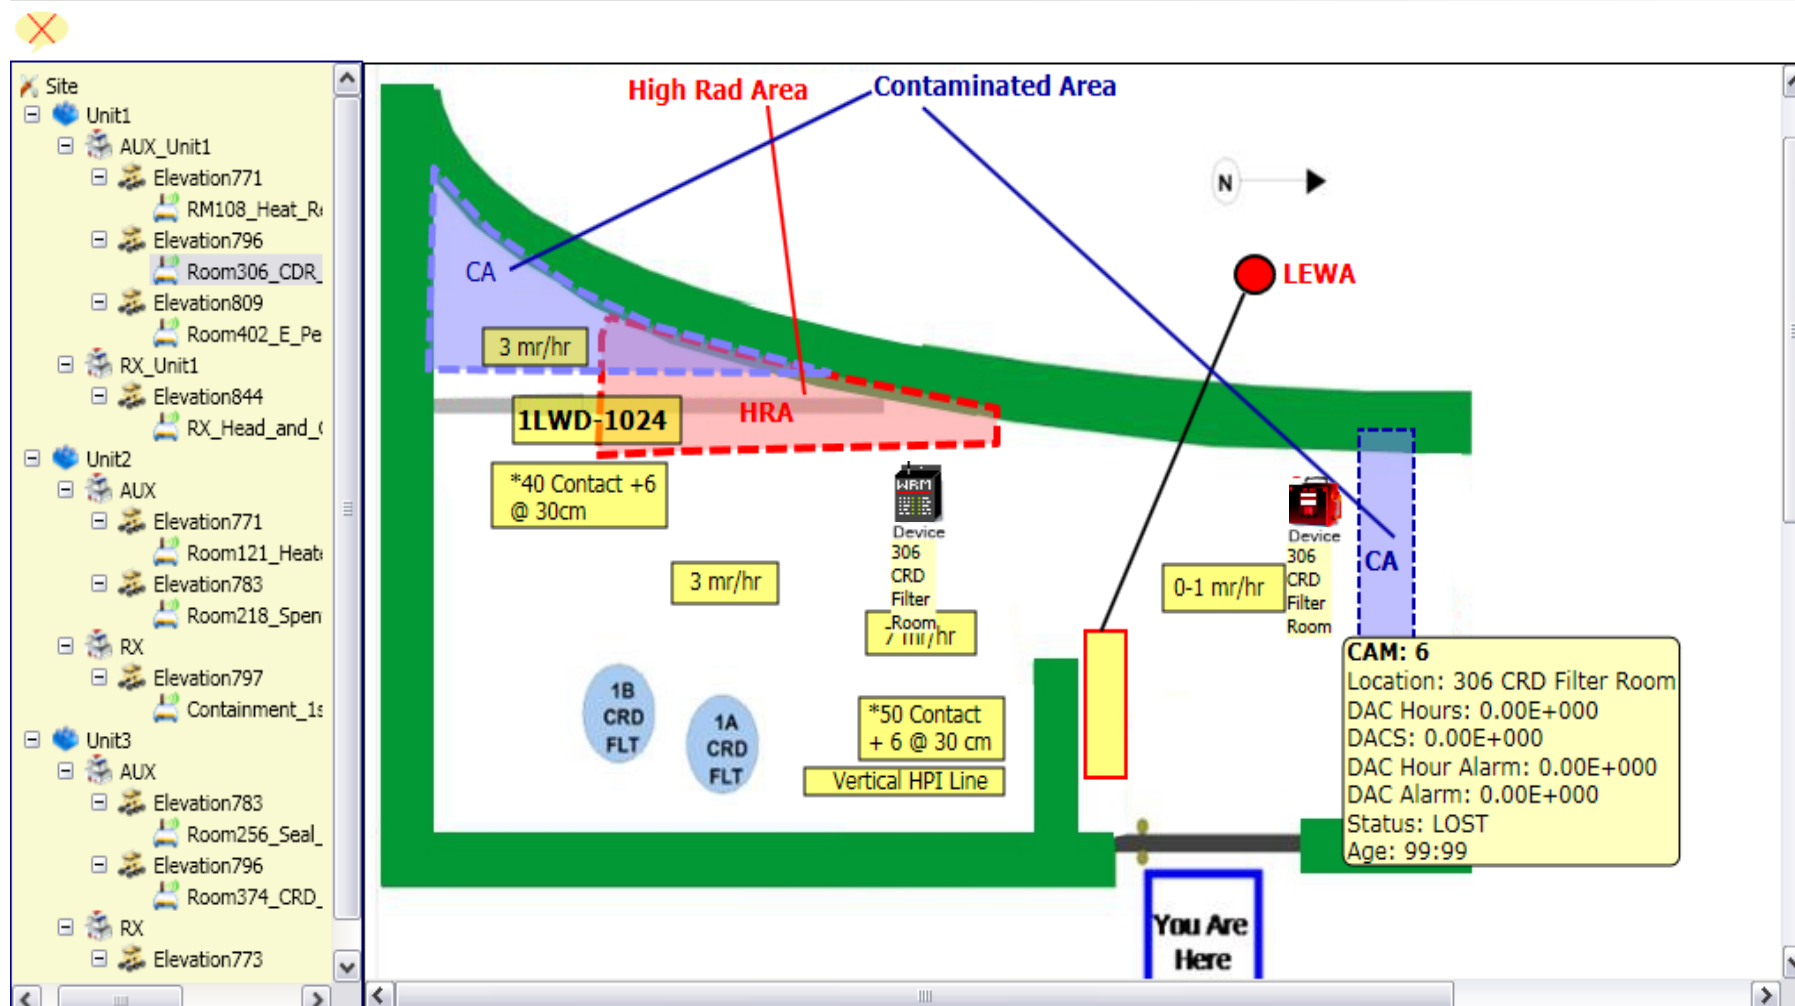 Site
Unit1
AUX_Unit1
Elevation771
RM108_Heat_R
Elevation796
Room306_CDR_
Elevation809
Room402_E_Pe
RX_Unit1
Elevation844
RX_Head_and_
Unit2
AUX
Elevation771
Room121_Heat
Elevation783
Room218_Spen
RX
Elevation797
Containment_1s
Unit3
AUX
Elevation783
Room256_Seal_
Elevation796
Room374_CRD_
RX
Elevation773
High Rad Area
Contaminated Area
N
LEWA
CA
3 mr/hr
1LWD-1024
HRA
*40 Contact +6
@ 30cm
WRM
Device
306
CRD
Filter
Room
3 mr/hr
7 mr/hr
0-1 mr/hr
Device
306
CRD
Filter
Room
CA
1B
CRD
FLT
1A
CRD
FLT
*50 Contact
+ 6 @ 30 cm
Vertical HPI Line
CAM: 6
Location: 306 CRD Filter Room
DAC Hours: 0.00E+000
DACS: 0.00E+000
DAC Hour Alarm: 0.00E+000
DAC Alarm: 0.00E+000
Status: LOST
Age: 99:99
You Are
Here